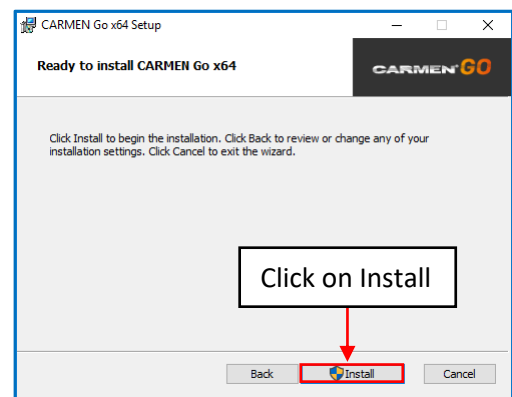 CARMEN Go x64 Setup
Ready to install CARMEN Go x64
CARMEN GO
Click Install to begin the installation. Click Back to review or change any of your
installation settings. Click Cancel to exit the wizard.
Click on Install
Back
Install
Cancel